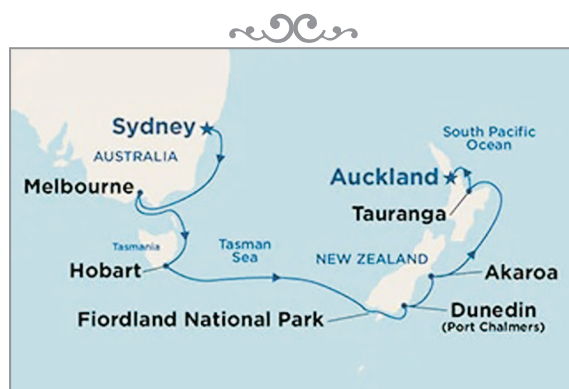 Sydney
AUSTRALIA
Melbourne
Tasmania
Hobart
Tasman
Sea
South Pacific
Ocean
Auckland
Tauranga
NEW ZEALAND
Akaroa
Fiordland National Park
Dunedin
(Port Chalmers)